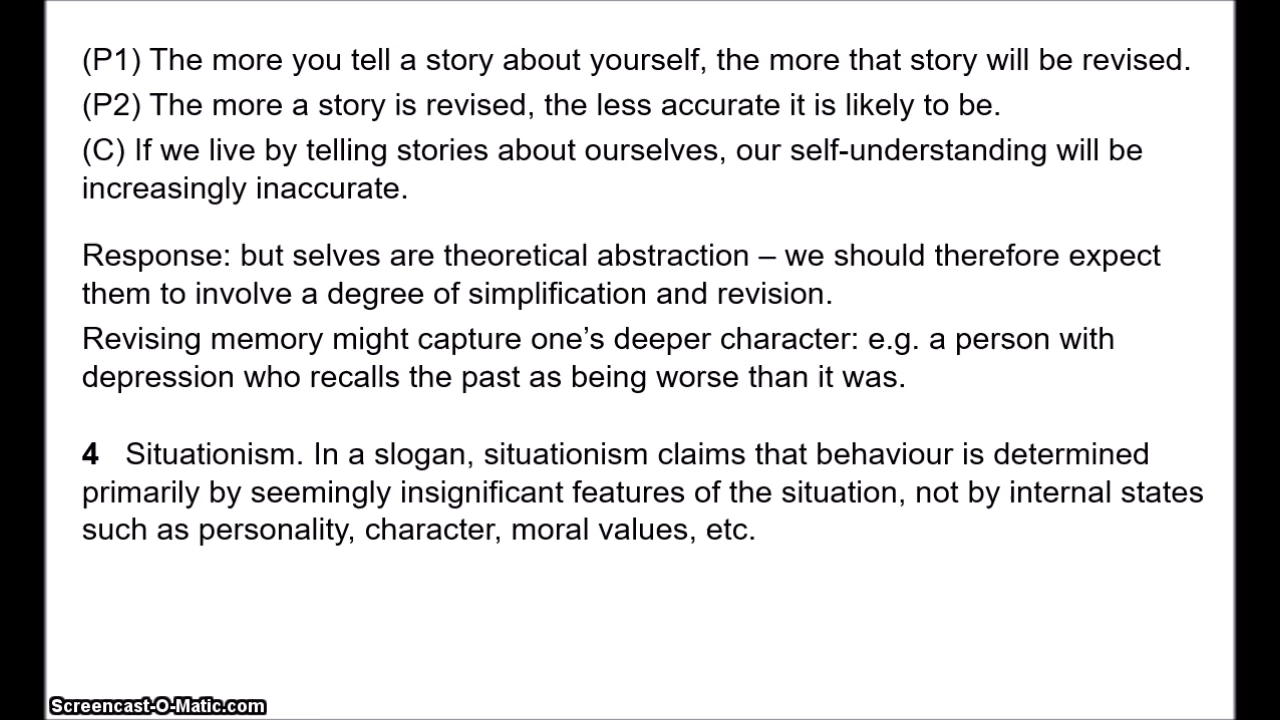 (P1) The more you tell a story about yourself, the more that story will be revised.
(P2) The more a story is revised, the less accurate it is likely to be.
(C) If we live by telling stories about ourselves, our self-understanding will be
increasingly inaccurate.
Response: but selves are theoretical abstraction – we should therefore expect
them to involve a degree of simplification and revision.
Revising memory might capture one’s deeper character: e.g. a person with
depression who recalls the past as being worse than it was.
4 Situationism. In a slogan, situationism claims that behaviour is determined
primarily by seemingly insignificant features of the situation, not by internal states
such as personality, character, moral values, etc.
Screencast-O-Matic.com